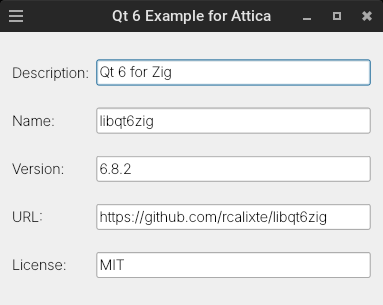 Qt 6 Example for Attica
Description: Qt 6 for Zig
Name: libqt6zig
Version: 6.8.2
URL: https://github.com/rcalixte/libqt6zig
License: MIT